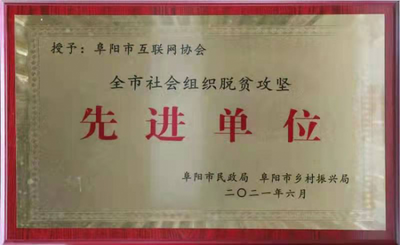 授予：阜阳市互联网协会
全市社会组织脱贫攻坚
先进单位
阜阳市民政局 阜阳市乡村振兴局
二〇二一年六月